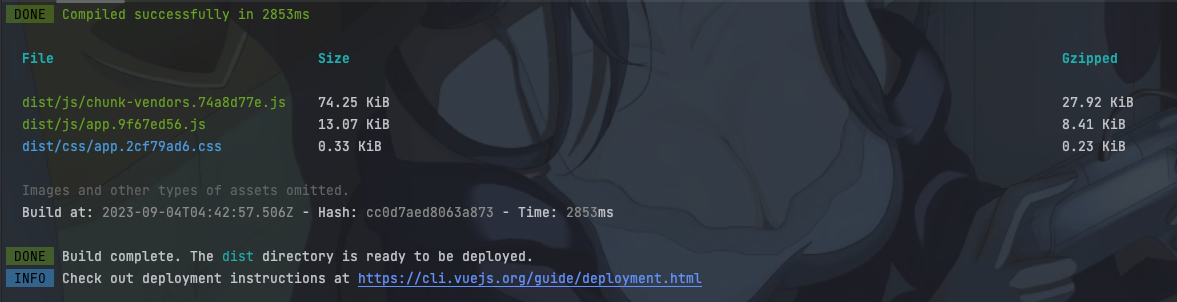 DONE Compiled successfully in 2853ms
File Size Gzipped
dist/js/chunk-vendors.74a8d77e.js 74.25 KiB 27.92 KiB
dist/js/app.9f67ed56.js 13.07 KiB 8.41 KiB
dist/css/app.2cf79ad6.css 0.33 KiB 0.23 KiB
Images and other types of assets omitted.
Build at: 2023-09-04T04:42:57.506Z - Hash: cc0d7aed8063a873 - Time: 2853ms
DONE Build complete. The dist directory is ready to be deployed.
INFO Check out deployment instructions at https://cli.vuejs.org/guide/deployment.html